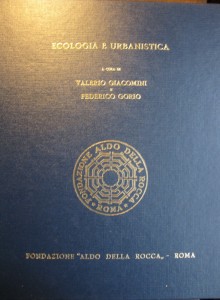 ECOLOGIA E URBANISTICA
A CURA DI
VALERIO GIACOMINI
E
FEDERICO GORIO
FONDAZIONE ALDO DELLA ROCCA
ROMA
FONDAZIONE "ALDO DELLA ROCCA„ - ROMA